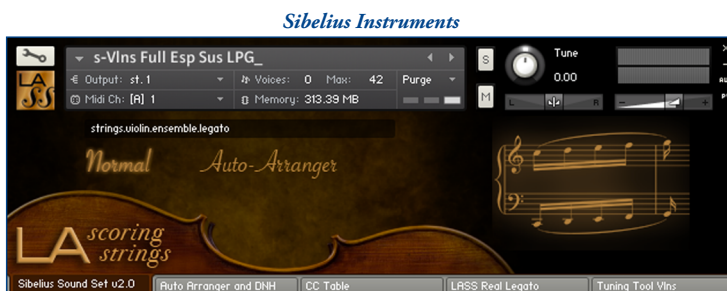 Sibelius Instruments
s-Vlns Full Esp Sus LPG_
Output: st.1 Voices: 0 Max: 42 Purge
Midi Ch: [A] 1 Memory: 313.39 MB
S
M
Tune
0.00
L R
- +
AU
LA
SS
strings.violin.ensemble.legato
Normal Auto-Arranger
LA scoring
strings
Sibelius Sound Set v2.0 Auto Arranger and DNH CC Table LASS Real Legato Tuning Tool Vlns